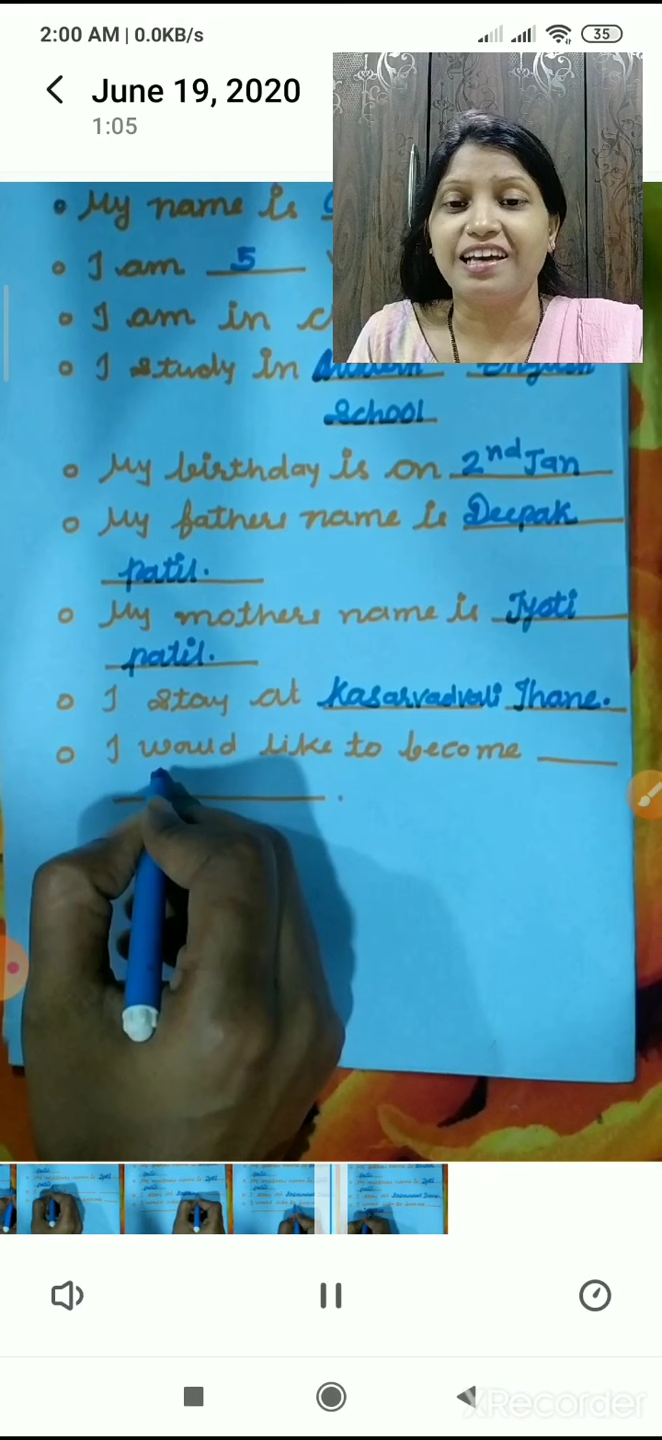 2:00 AM | 0.0KB/s
35
June 19, 2020
1:05
My name is
I am 5
I am in
I study in English
School
My birthday is on 2nd Jan
My fathers name is Deepak
patil.
My mothers name is Jyoti
patil.
I stay at Kasarvadvali Thane.
I would like to become
XRecorder